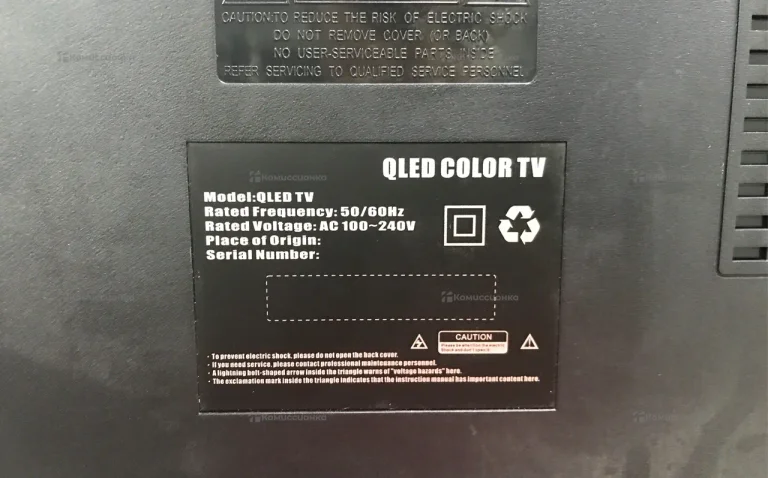 CAUTION:TO REDUCE THE RISK OF ELECTRIC SHOCK
DO NOT REMOVE COVER (OR BACK)
NO USER-SERVICEABLE PARTS INSIDE
REFER SERVICING TO QUALIFIED SERVICE PERSONNEL
Комиссионка
QLED COLOR TV
Model:QLED TV
Rated Frequency: 50/60Hz
Rated Voltage: AC 100~240V
Place of Origin:
Serial Number:
Комиссионка
CAUTION
· To prevent electric shock, please do not open the back cover.
· If you need service, please contact professional maintenance personnel.
· A lightning bolt-shaped arrow inside the triangle warns of "voltage hazards" here.
· The exclamation mark inside the triangle indicates that the instruction manual has important content here.
Комиссионка